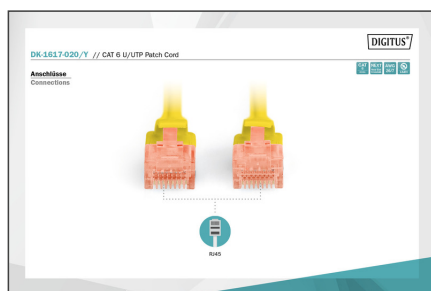 DIGITUS®
DK-1617-020/Y // CAT 6 U/UTP Patch Cord
Anschlüsse
Connections
RJ45